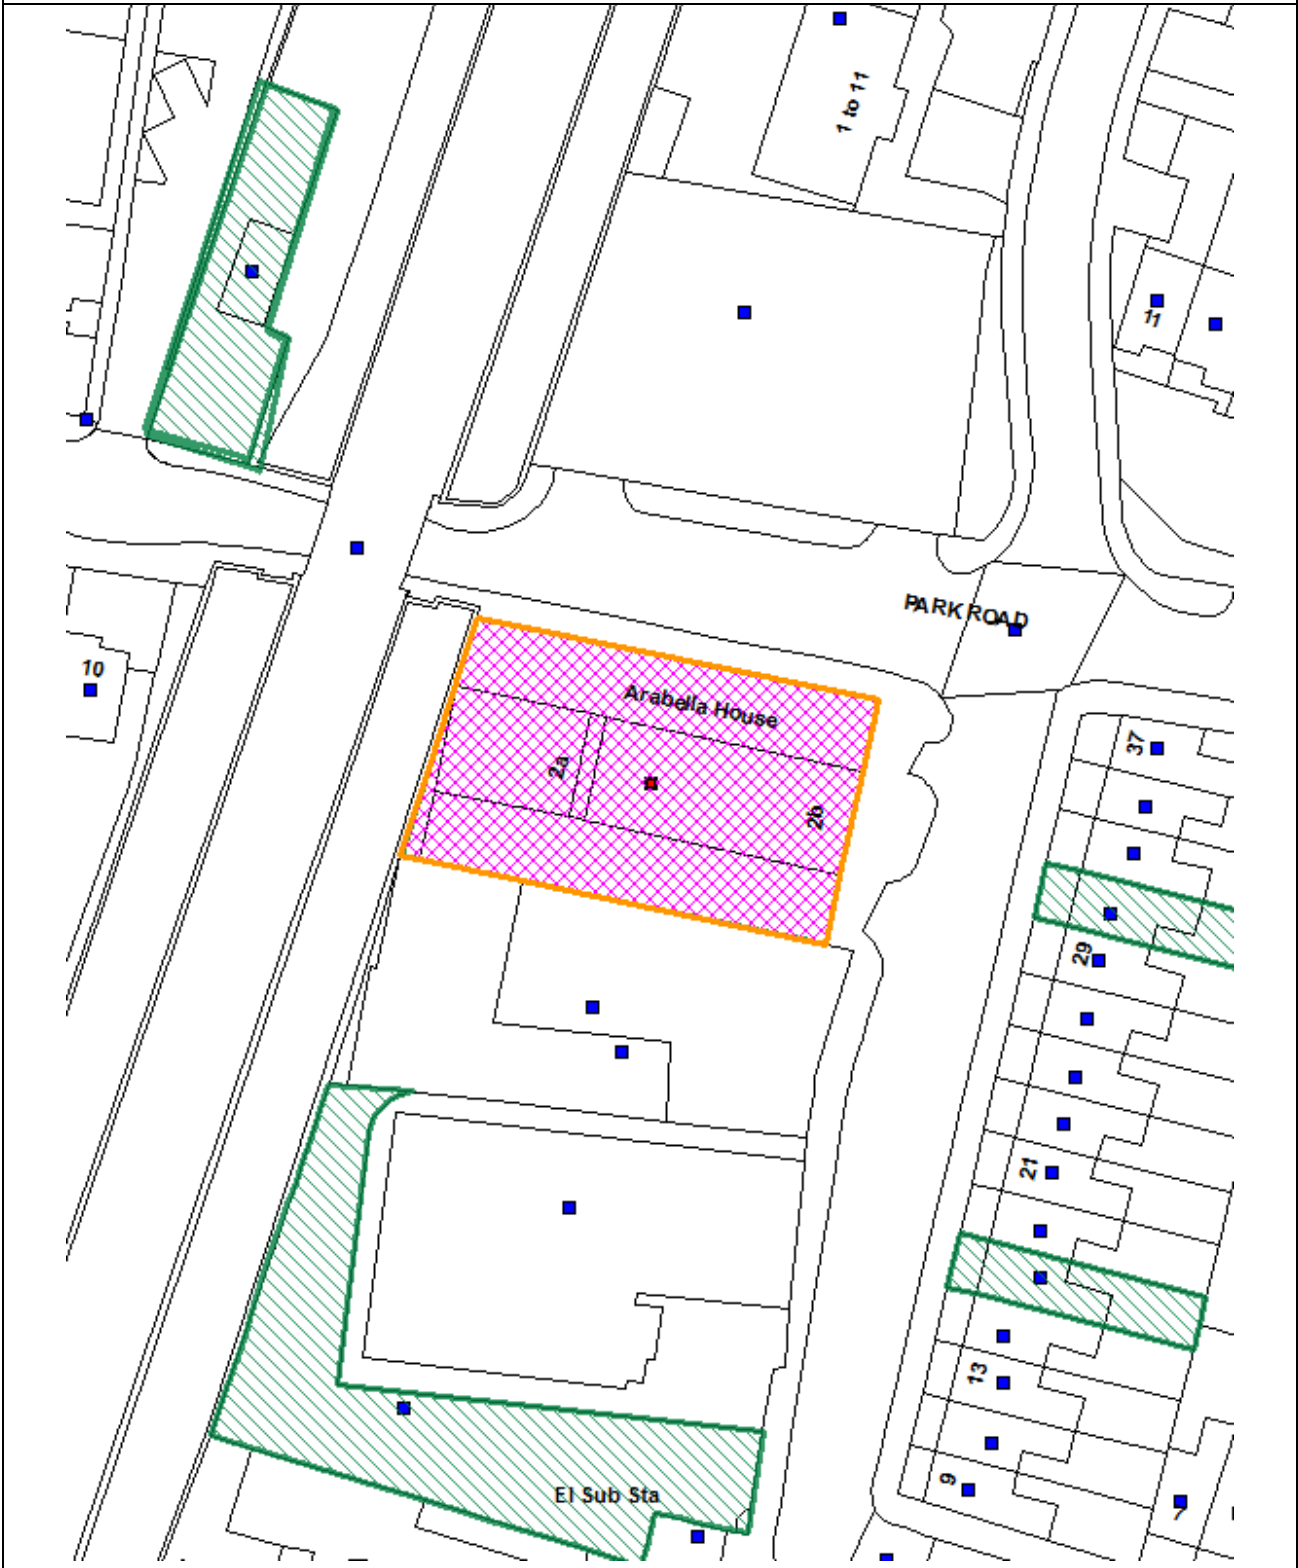 1 to 11
11
PARK ROAD
10
Arabella House
37
2a
2b
29
21
13
El Sub Sta
9
7